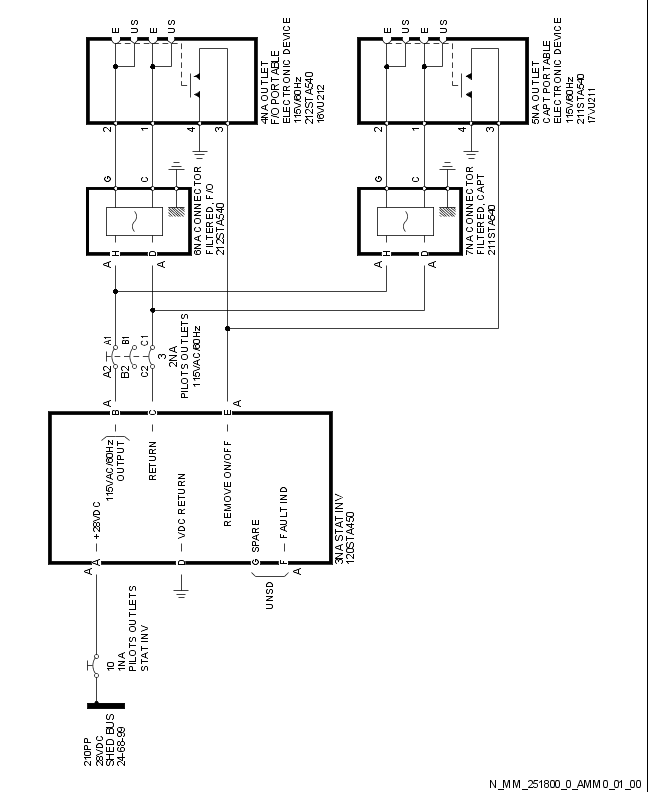 E
US
E
US
4NA OUTLET
F/O PORTABLE
ELECTRONIC DEVICE
115V/60Hz
212STA540
16VU212
2
1
4
3
E
US
E
US
5NA OUTLET
CAPT PORTABLE
ELECTRONIC DEVICE
115V/60Hz
211STA540
17VU211
2
1
4
3
G
C
6NA CONNECTOR
FILTERED, F/O
212STA540
A
H
D
A
G
C
7NA CONNECTOR
FILTERED, CAPT
211STA540
A
H
D
A
A1
B1
C1
A2
B2
C2
3
2NA
PILOTS OUTLETS
115VAC/60Hz
A
B
C
E
A
115VAC/60Hz
OUTPUT
RETURN
REMOVE ON/OFF
+28VDC
VDC RETURN
SPARE
FAULT IND
A
A
D
G
F
A
UNSD
3NA STAT INV
120STA450
10
1NA
PILOTS OUTLETS
STAT INV
210PP
28VDC
SHED BUS
24-68-99
N_MM_251800_0_AMM0_01_00